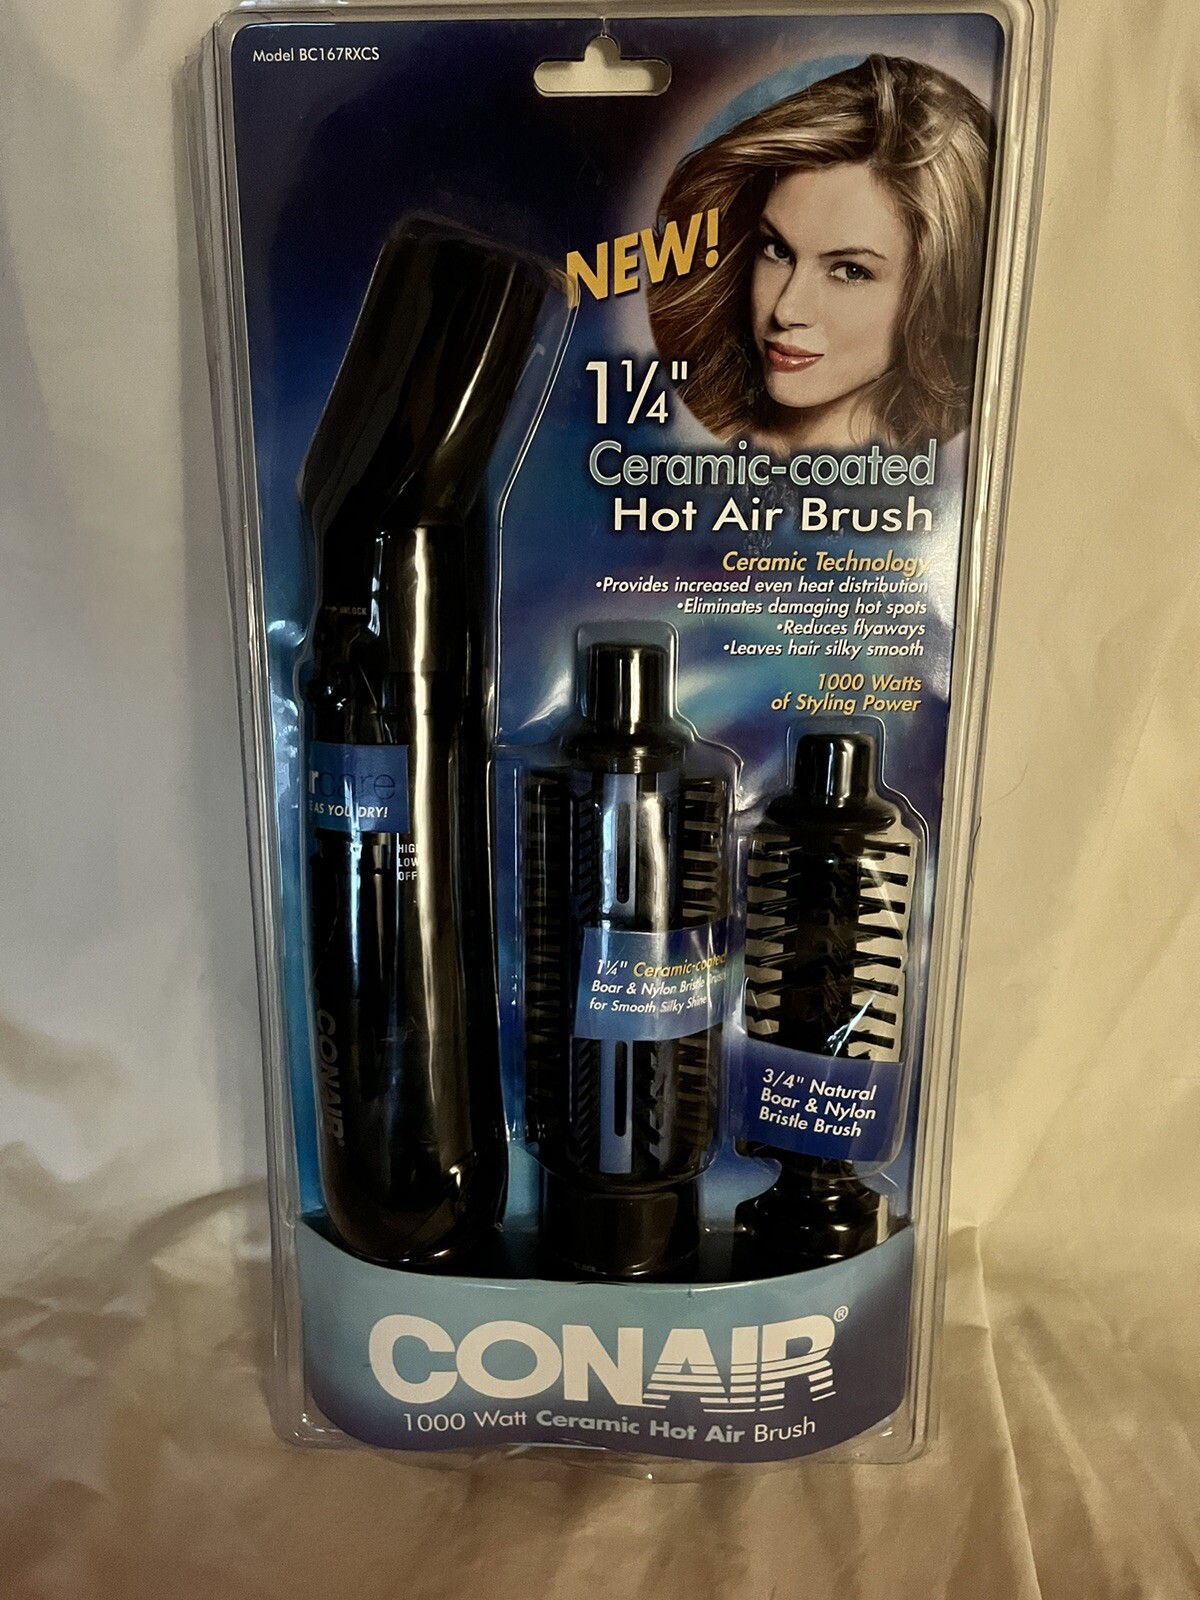 Model BC167RXCS
NEW!
1¼"
Ceramic-coated
Hot Air Brush
Ceramic Technology
•Provides increased even heat distribution
•Eliminates damaging hot spots
•Reduces flyaways
•Leaves hair silky smooth
1000 Watts
of Styling Power
UNLOCK
AS YOU DRY!
HIGH
LOW
OFF
CONAIR
1¼" Ceramic-coated
Boar & Nylon Bristle Brush
for Smooth Silky Shine
3/4" Natural
Boar & Nylon
Bristle Brush
CONAIR®
1000 Watt Ceramic Hot Air Brush